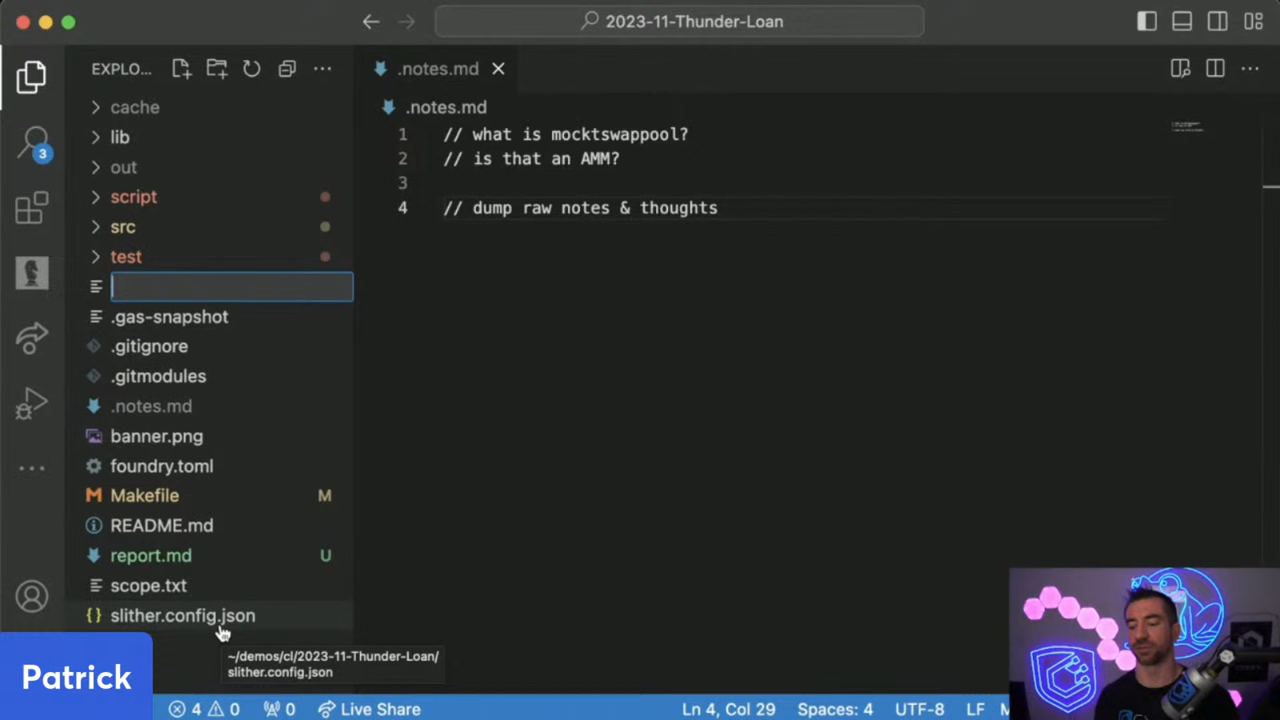 2023-11-Thunder-Loan
EXPLO...
cache
lib
out
script
src
test
.gas-snapshot
.gitignore
.gitmodules
.notes.md
banner.png
foundry.toml
Makefile M
README.md
report.md U
scope.txt
slither.config.json
~/demos/cl/2023-11-Thunder-Loan/
slither.config.json
3
.notes.md
.notes.md
1 // what is mocktswappool?
2 // is that an AMM?
3
4 // dump raw notes & thoughts
Patrick
4 0 0 Live Share Ln 4, Col 29 Spaces: 4 UTF-8 LF